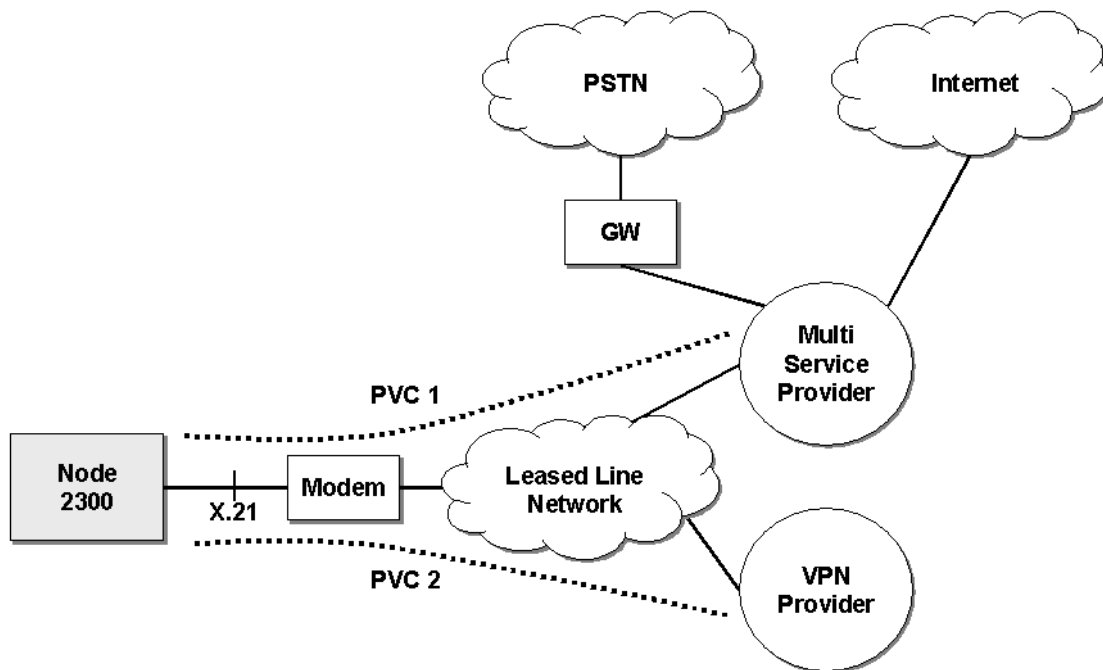 PSTN
Internet
GW
Multi
Service
Provider
PVC 1
Node
2300
X.21
Modem
Leased Line
Network
PVC 2
VPN
Provider